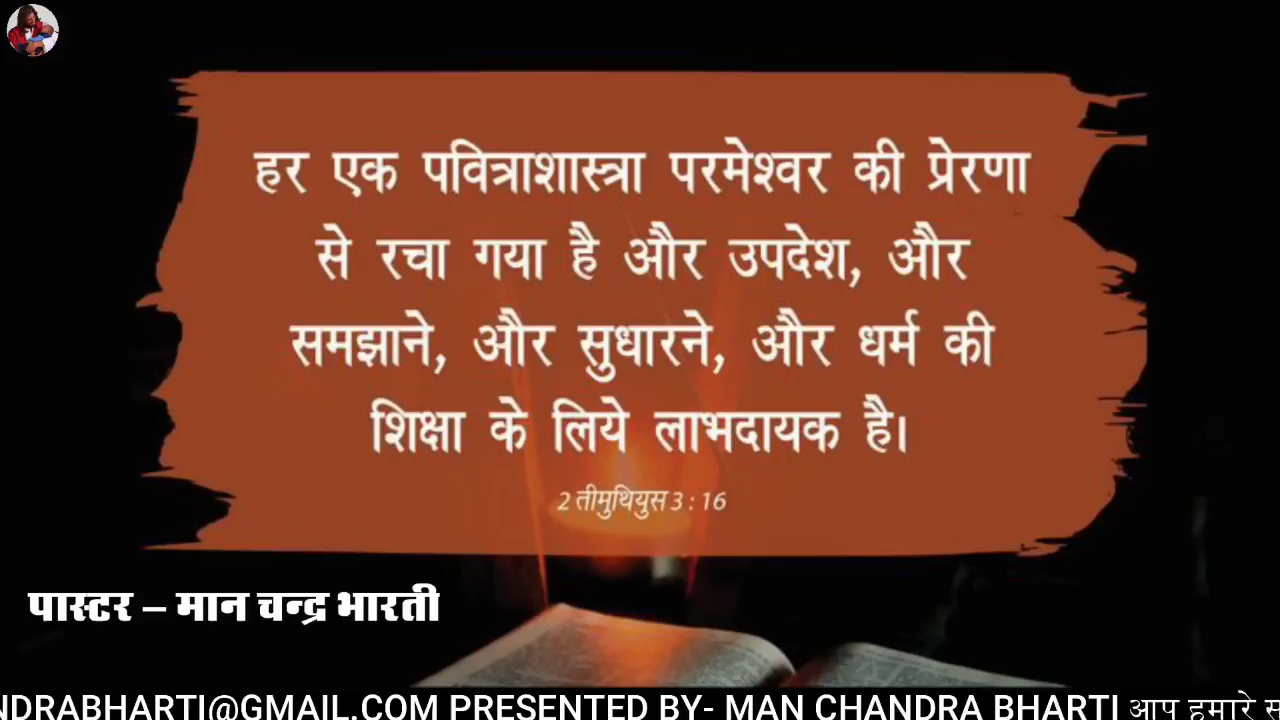 हर एक पवित्राशास्त्रा परमेश्वर की प्रेरणा
से रचा गया है और उपदेश, और
समझाने, और सुधारने, और धर्म की
शिक्षा के लिये लाभदायक है।
2 तीमुथियुस 3 : 16
पास्टर – मान चन्द्र भारती
NDRABHARTI@GMAIL.COM PRESENTED BY- MAN CHANDRA BHARTI आप हमारे